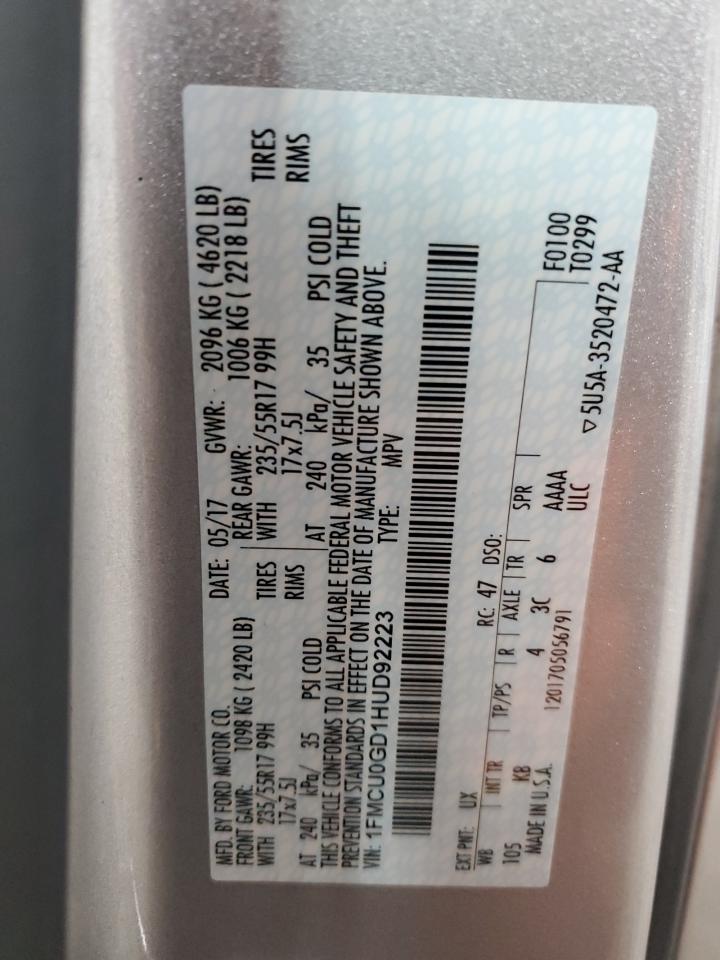 MFD. BY FORD MOTOR CO.
DATE: 05/17 GVWR: 2096 KG ( 4620 LB)
FRONT GAWR: 1098 KG ( 2420 LB) REAR GAWR: 1006 KG ( 2218 LB)
WITH 235/55R17 99H TIRES WITH 235/55R17 99H TIRES
17x7.5J RIMS 17x7.5J RIMS
AT 240 kPa/ 35 PSI COLD AT 240 kPa/ 35 PSI COLD
THIS VEHICLE CONFORMS TO ALL APPLICABLE FEDERAL MOTOR VEHICLE SAFETY AND THEFT
PREVENTION STANDARDS IN EFFECT ON THE DATE OF MANUFACTURE SHOWN ABOVE.
VIN: 1FMCU0GD1HUD92223 TYPE: MPV
EXT PNT: UX RC: 47 DSO:
WB INT TR TP/PS R AXLE TR SPR F0100
105 KB 4 3C 6 AAAA T0299
ULC
MADE IN U.S.A. 1201705056791 ▽5U5A-3520472-AA